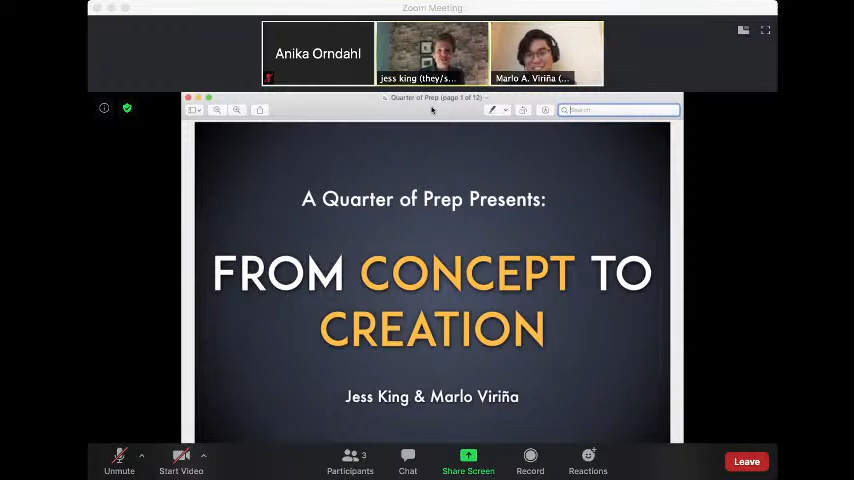 Zoom Meeting
Anika Orndahl
jess king (they/s...
Marlo A. Viriña (...
Quarter of Prep (page 1 of 12)
Search
A Quarter of Prep Presents:
FROM CONCEPT TO
CREATION
Jess King & Marlo Viriña
Unmute
Start Video
Participants
3
Chat
Share Screen
Record
Reactions
Leave